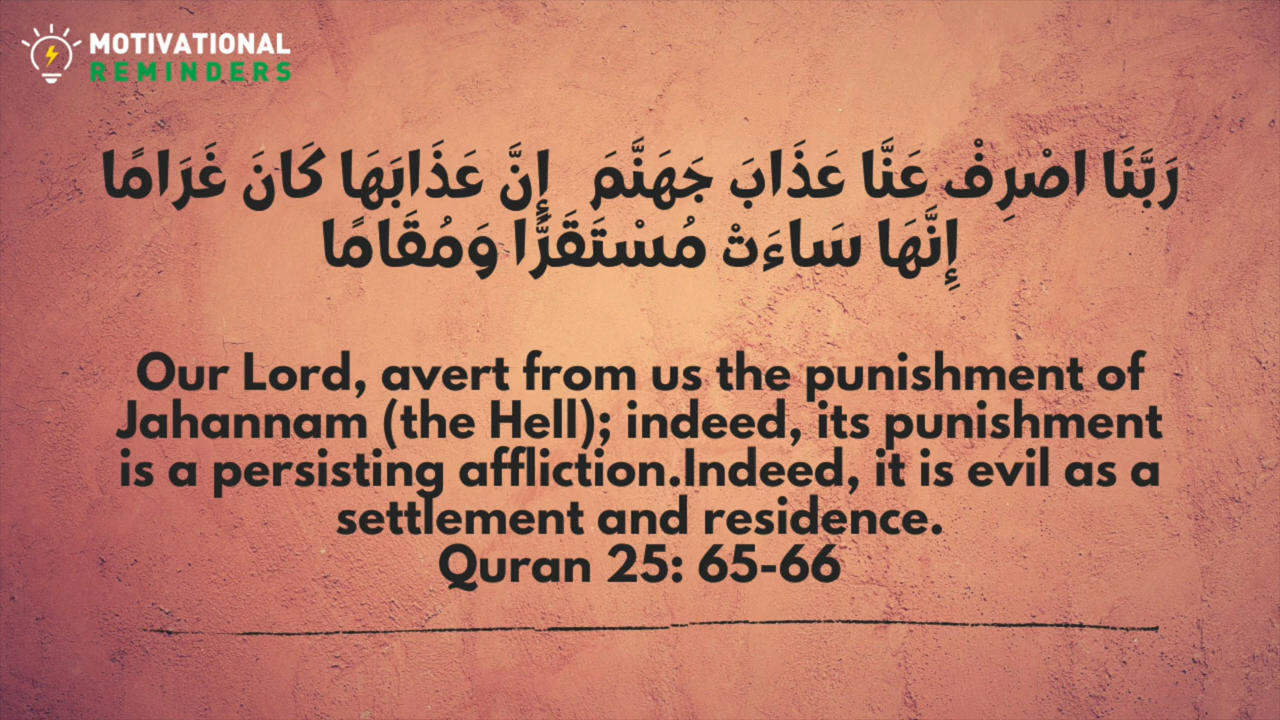 MOTIVATIONAL
REMINDERS
رَبَّنَا اصْرِفْ عَنَّا عَذَابَ جَهَنَّمَ إِنَّ عَذَابَهَا كَانَ غَرَامًا
إِنَّهَا سَاءَتْ مُسْتَقَرًّا وَمُقَامًا
Our Lord, avert from us the punishment of
Jahannam (the Hell); indeed, its punishment
is a persisting affliction.Indeed, it is evil as a
settlement and residence.
Quran 25: 65-66